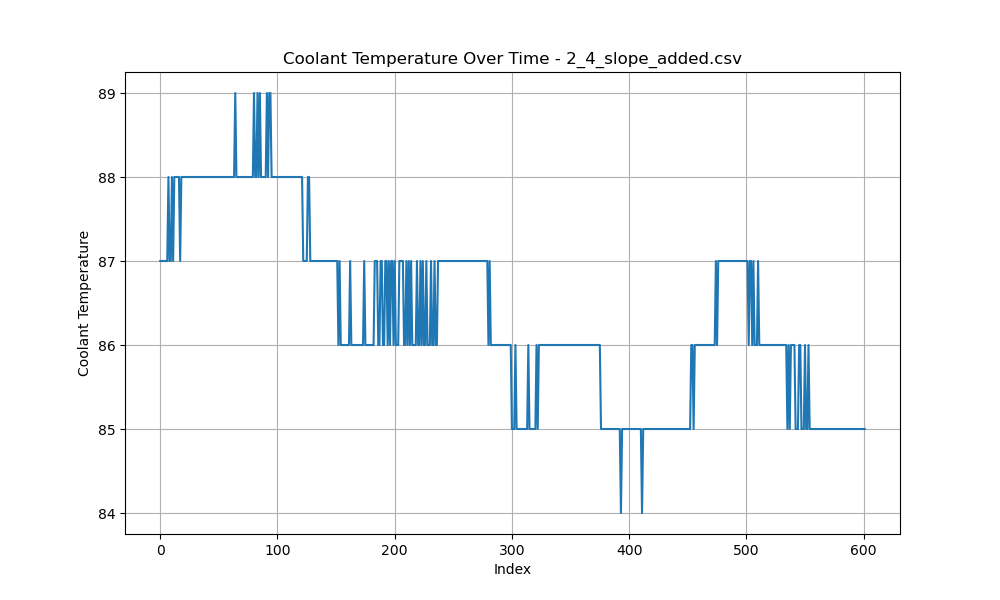 Coolant Temperature Over Time - 2_4_slope_added.csv
Coolant Temperature
89
88
87
86
85
84
0 100 200 300 400 500 600
Index